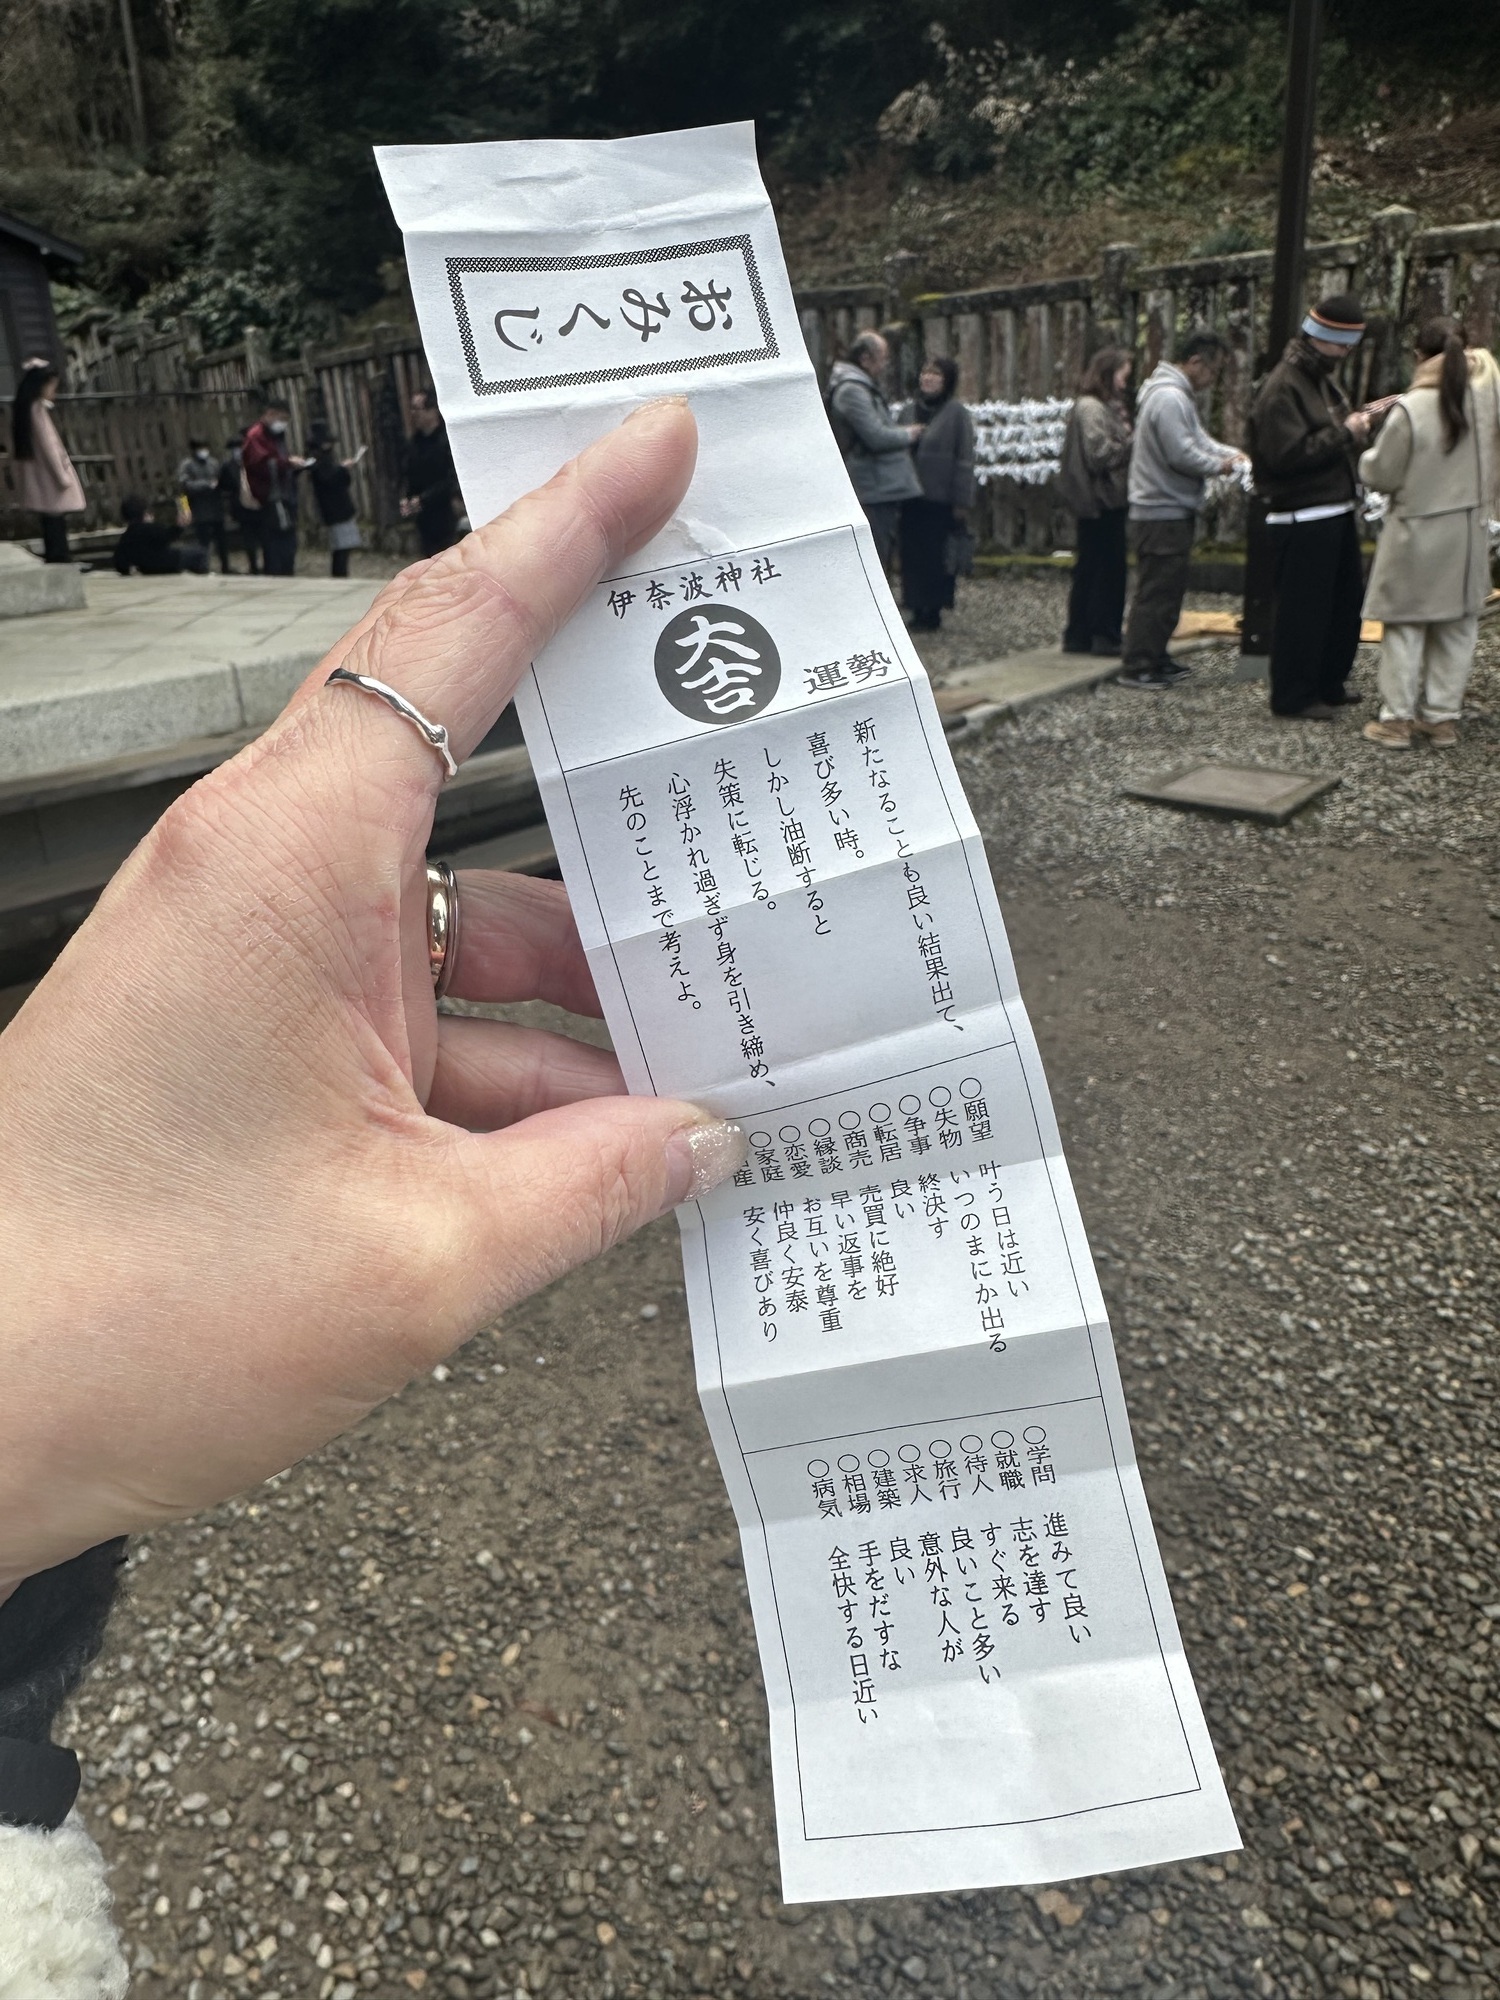 おみくじ
伊奈波神社
大吉
運勢
新たなることも良い結果出て、
喜び多い時。
しかし油断すると
失策に転じる。
心浮かれ過ぎず身を引き締め、
先のことまで考えよ。
○願望 叶う日は近い
○失物 いつのまにか出る
○争事 終決す
○転居 良い
○商売 売買に絶好
○縁談 早い返事を
○恋愛 お互いを尊重
○家庭 仲良く安泰
産 安く喜びあり
○学問 進みて良い
○就職 志を達す
○待人 すぐ来る
○旅行 良いこと多い
○求人 意外な人が
○建築 良い
○相場 手をだすな
○病気 全快する日近い